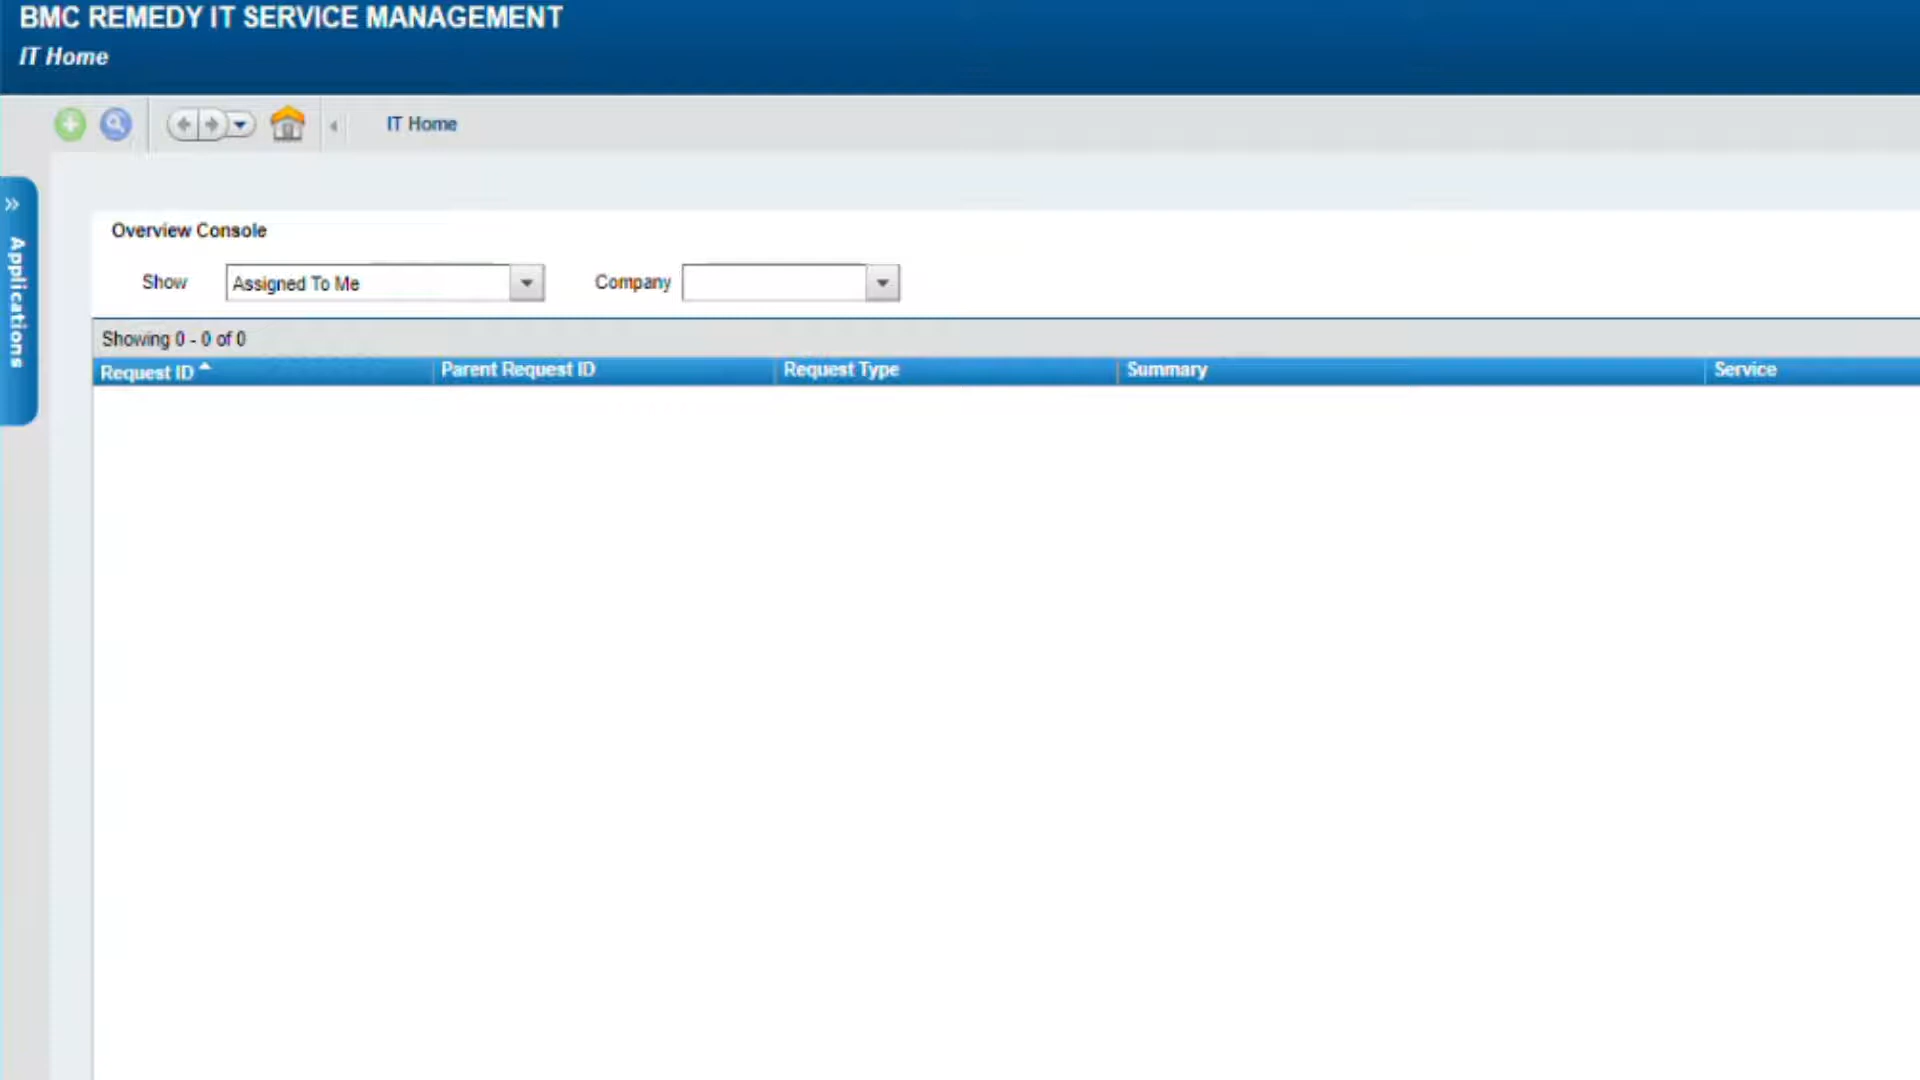 BMC REMEDY IT SERVICE MANAGEMENT
IT Home
IT Home
Applications
Overview Console
Show Assigned To Me Company
Showing 0 - 0 of 0
Request ID Parent Request ID Request Type Summary Service